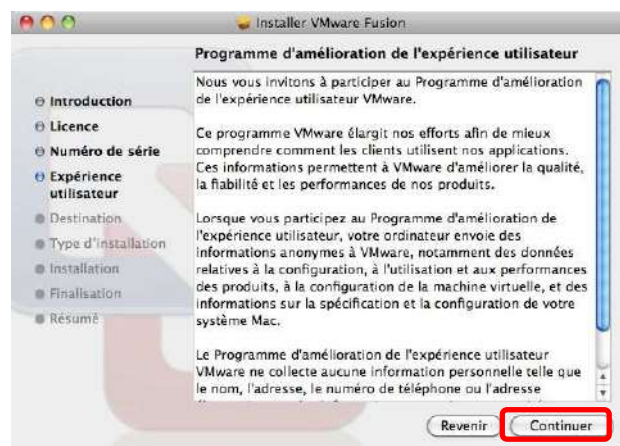 Installer VMware Fusion
Programme d'amélioration de l'expérience utilisateur
Introduction
Licence
Numéro de série
Expérience
utilisateur
Destination
Type d'installation
Installation
Finalisation
Résumé
Nous vous invitons à participer au Programme d'amélioration
de l'expérience utilisateur VMware.
Ce programme VMware élargit nos efforts afin de mieux
comprendre comment les clients utilisent nos applications.
Ces informations permettent à VMware d'améliorer la qualité,
la fiabilité et les performances de nos produits.
Lorsque vous participez au Programme d'amélioration de
l'expérience utilisateur, votre ordinateur envoie des
informations anonymes à VMware, notamment des données
relatives à la configuration, à l'utilisation et aux performances
des produits, à la configuration de la machine virtuelle, et des
informations sur la spécification et la configuration de votre
système Mac.
Le Programme d'amélioration de l'expérience utilisateur
VMware ne collecte aucune information personnelle telle que
le nom, l'adresse, le numéro de téléphone ou l'adresse
Revenir
Continuer